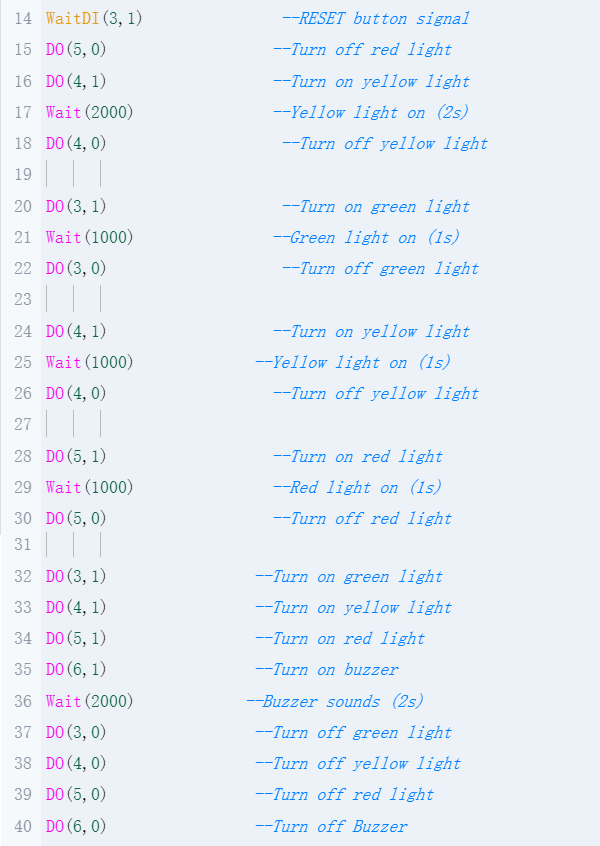 14 WaitDI(3,1) --RESET button signal
15 DO(5,0) --Turn off red light
16 DO(4,1) --Turn on yellow light
17 Wait(2000) --Yellow light on (2s)
18 DO(4,0) --Turn off yellow light
19
20 DO(3,1) --Turn on green light
21 Wait(1000) --Green light on (1s)
22 DO(3,0) --Turn off green light
23
24 DO(4,1) --Turn on yellow light
25 Wait(1000) --Yellow light on (1s)
26 DO(4,0) --Turn off yellow light
27
28 DO(5,1) --Turn on red light
29 Wait(1000) --Red light on (1s)
30 DO(5,0) --Turn off red light
31
32 DO(3,1) --Turn on green light
33 DO(4,1) --Turn on yellow light
34 DO(5,1) --Turn on red light
35 DO(6,1) --Turn on buzzer
36 Wait(2000) --Buzzer sounds (2s)
37 DO(3,0) --Turn off green light
38 DO(4,0) --Turn off yellow light
39 DO(5,0) --Turn off red light
40 DO(6,0) --Turn off Buzzer